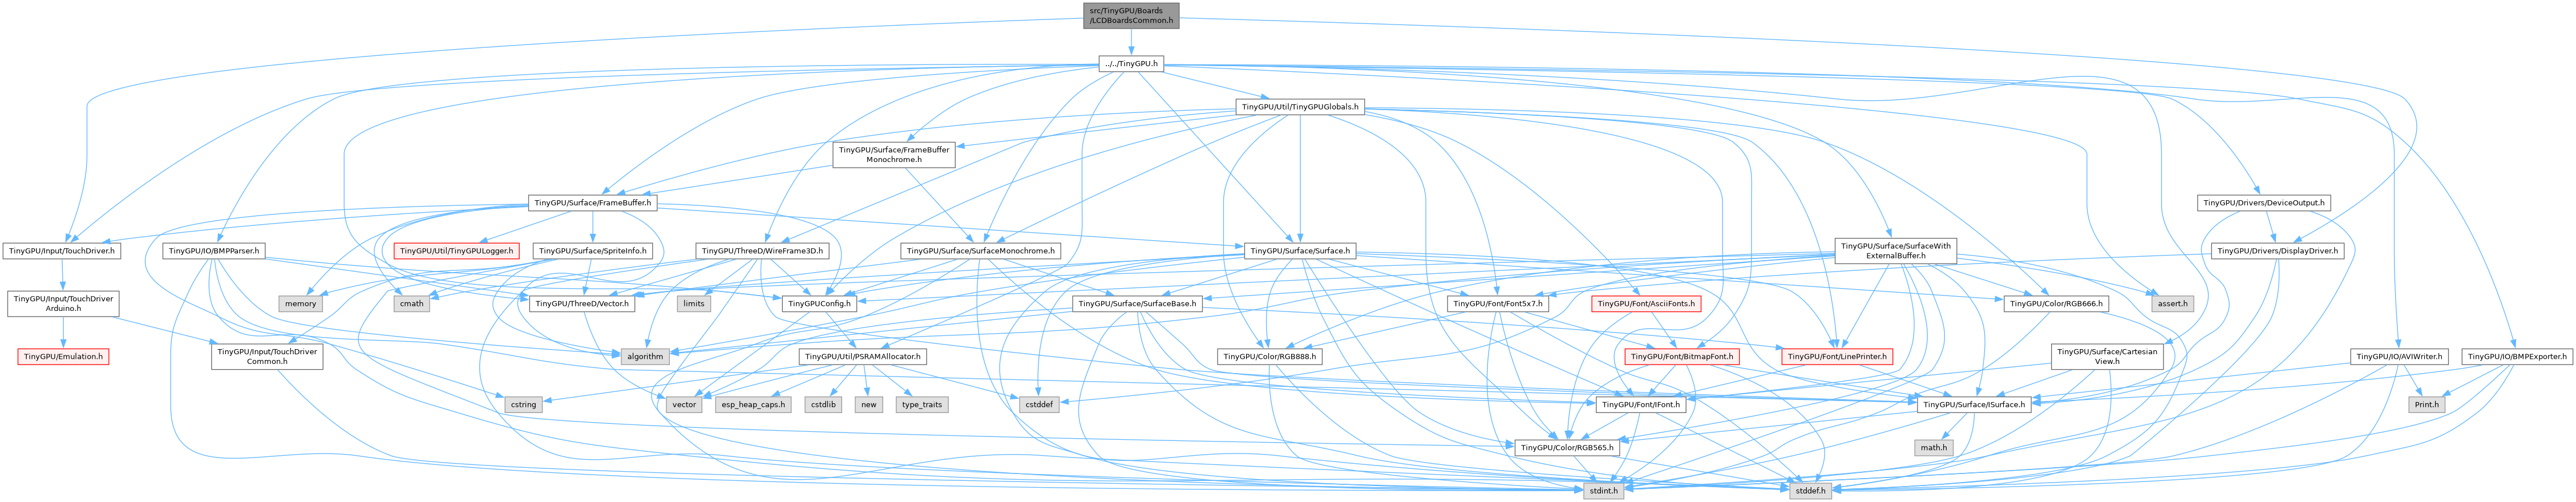 src/TinyGPU/Boards
/LCDBoardsCommon.h
../../TinyGPU.h
TinyGPU/Util/TinyGPUGlobals.h
TinyGPU/Surface/FrameBuffer
Monochrome.h
TinyGPU/Surface/FrameBuffer.h
TinyGPU/Drivers/DeviceOutput.h
TinyGPU/Input/TouchDriver.h
TinyGPU/IO/BMPParser.h
TinyGPU/Util/TinyGPULogger.h
TinyGPU/Surface/SpriteInfo.h
TinyGPU/ThreeD/WireFrame3D.h
TinyGPU/Surface/SurfaceMonochrome.h
TinyGPU/Surface/Surface.h
TinyGPU/Surface/SurfaceWith
ExternalBuffer.h
TinyGPU/Drivers/DisplayDriver.h
TinyGPU/Input/TouchDriver
Arduino.h
memory
cmath
TinyGPU/ThreeD/Vector.h
limits
TinyGPUConfig.h
TinyGPU/Surface/SurfaceBase.h
TinyGPU/Font/Font5x7.h
TinyGPU/Font/AsciiFonts.h
TinyGPU/Color/RGB666.h
assert.h
TinyGPU/Emulation.h
TinyGPU/Input/TouchDriver
Common.h
algorithm
TinyGPU/Util/PSRAMAllocator.h
TinyGPU/Color/RGB888.h
TinyGPU/Font/BitmapFont.h
TinyGPU/Font/LinePrinter.h
TinyGPU/Surface/Cartesian
View.h
TinyGPU/IO/AVIWriter.h
TinyGPU/IO/BMPExporter.h
cstring
vector
esp_heap_caps.h
cstdlib
new
type_traits
cstddef
TinyGPU/Font/IFont.h
TinyGPU/Surface/ISurface.h
Print.h
TinyGPU/Color/RGB565.h
math.h
stdint.h
stddef.h